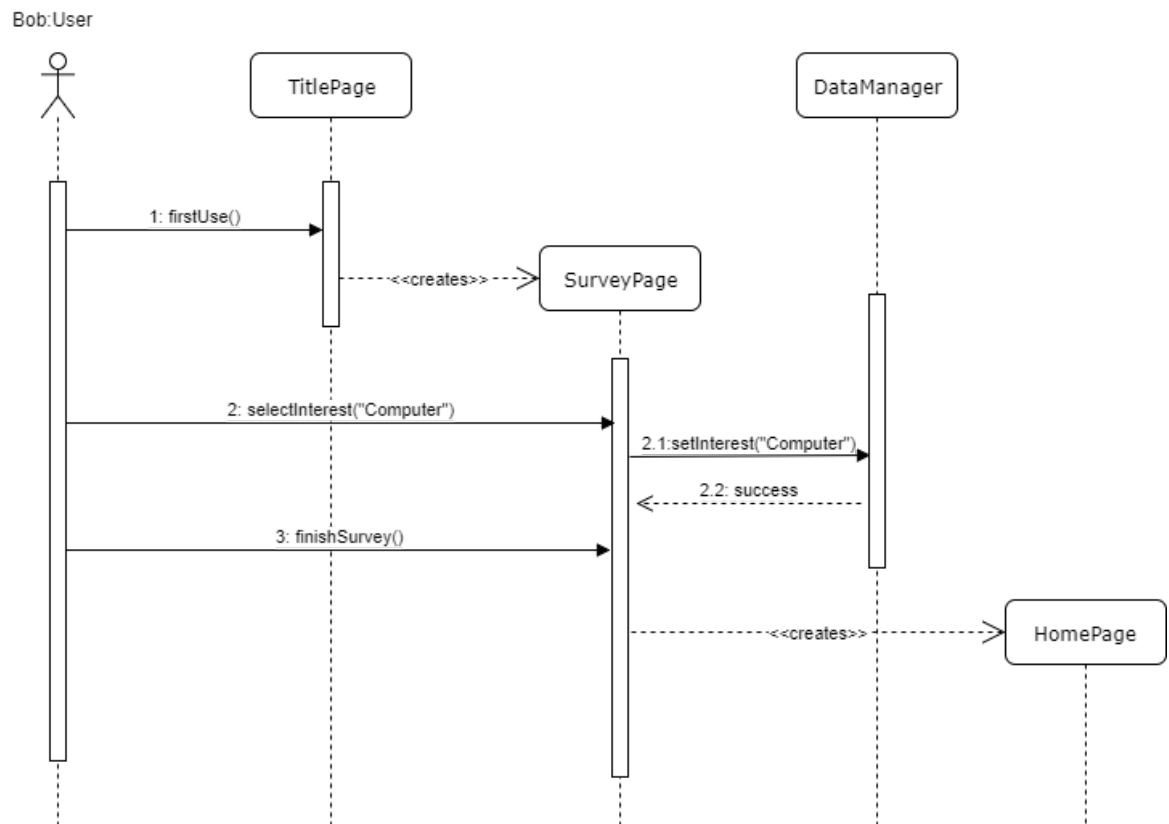 Bob:User
TitlePage
DataManager
1: firstUse()
<<creates>>
SurveyPage
2: selectInterest("Computer")
2.1:setInterest("Computer")
2.2: success
3: finishSurvey()
<<creates>>
HomePage